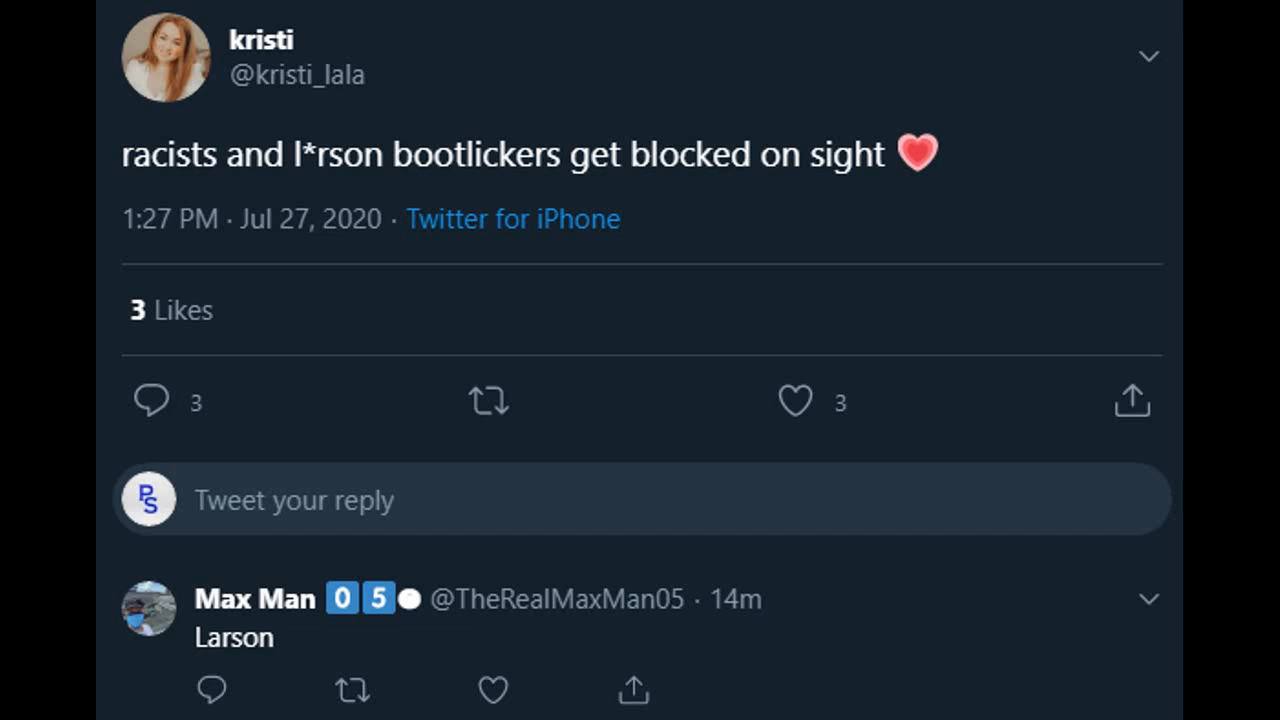 kristi
@kristi_lala
racists and l*rson bootlickers get blocked on sight ❤️
1:27 PM · Jul 27, 2020 · Twitter for iPhone
3 Likes
3
3
PS
Tweet your reply
Max Man 0️⃣5️⃣⚪ @TheRealMaxMan05 · 14m
Larson